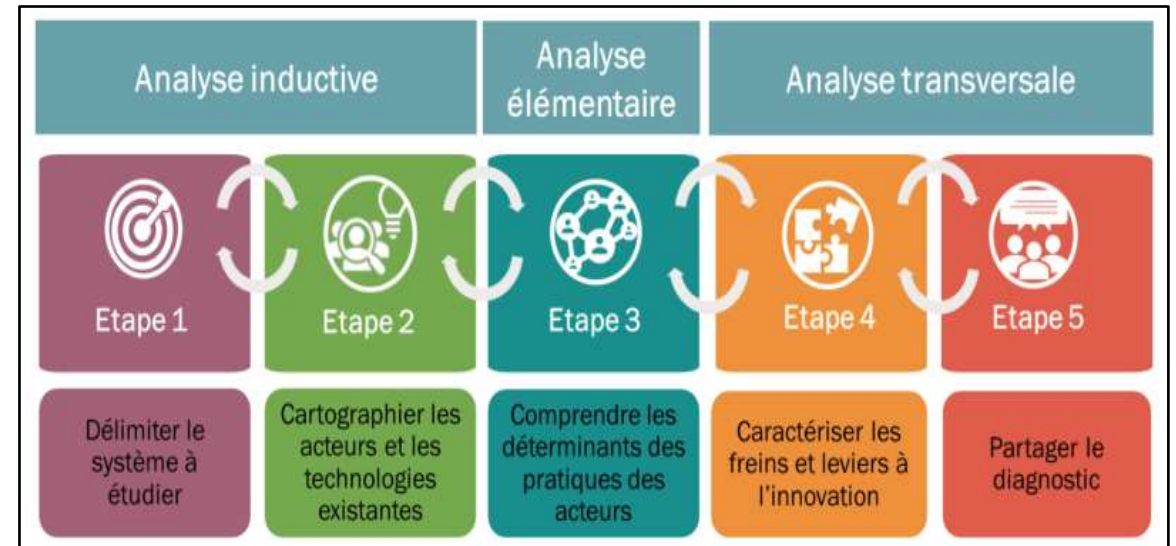 Analyse inductive
Analyse
élémentaire
Analyse transversale
Etape 1
Etape 2
Etape 3
Etape 4
Etape 5
Délimiter le
système à
étudier
Cartographier les
acteurs et les
technologies
existantes
Comprendre les
déterminants des
pratiques des
acteurs
Caractériser les
freins et leviers à
l'innovation
Partager le
diagnostic